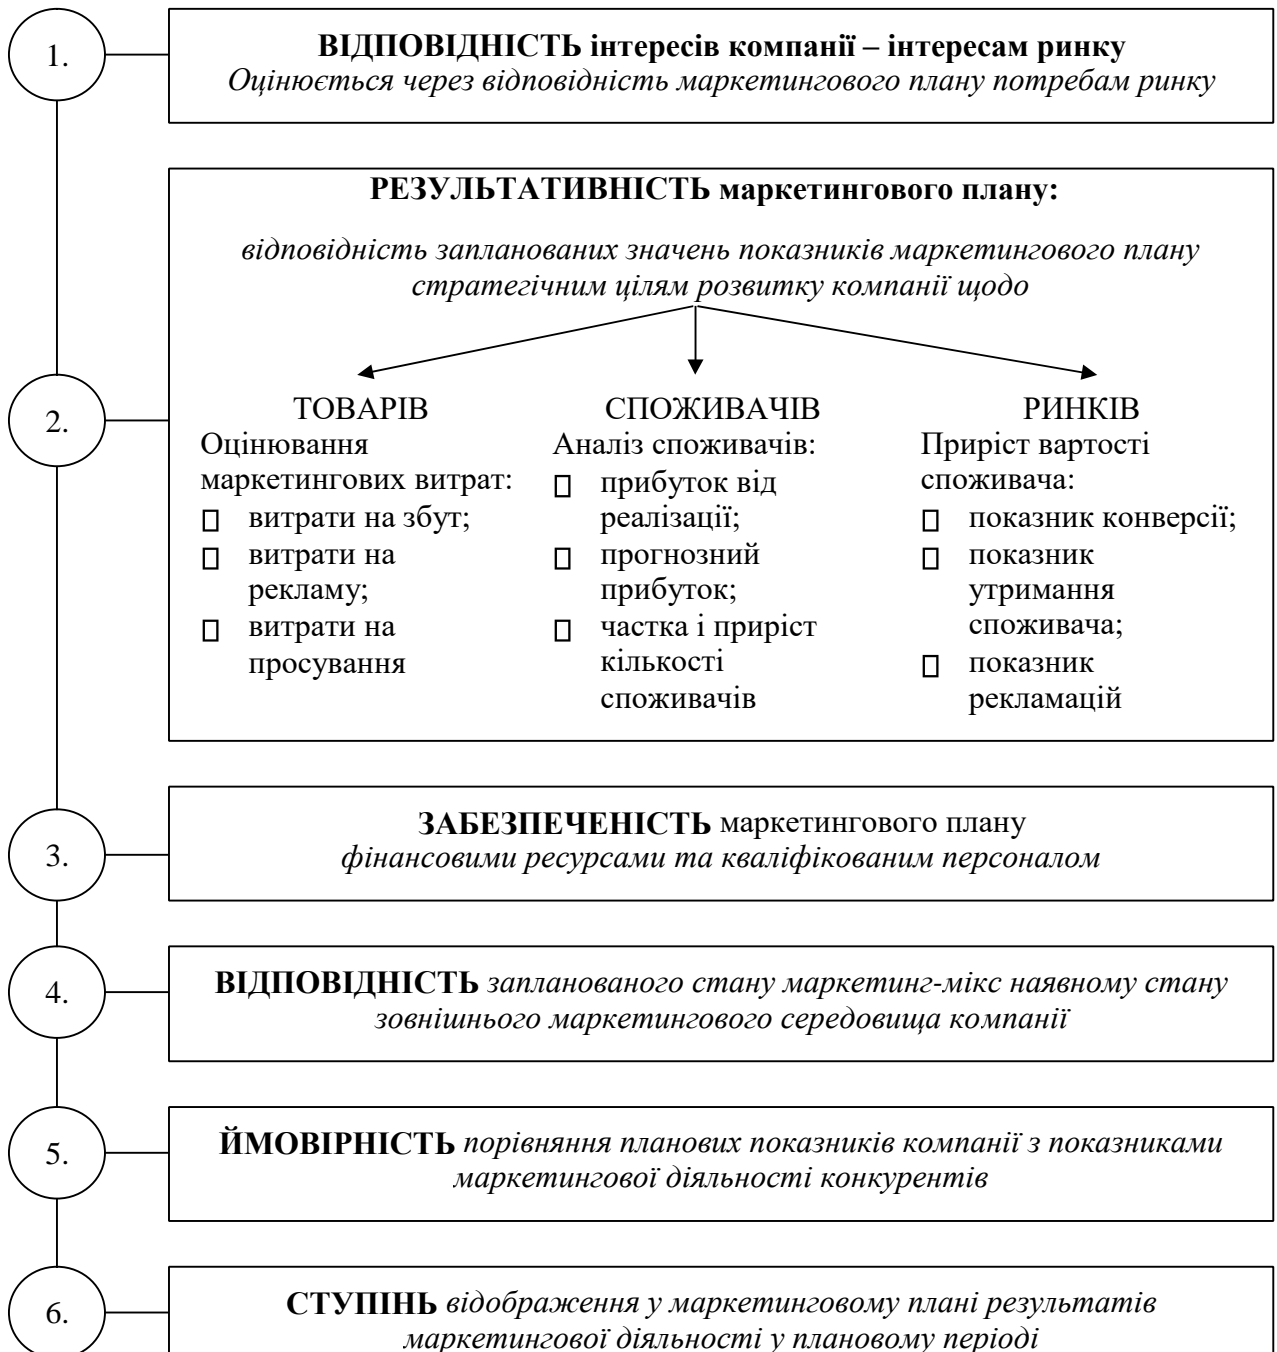 1.
ВІДПОВІДНІСТЬ інтересів компанії – інтересам ринку
Оцінюється через відповідність маркетингового плану потребам ринку
2.
РЕЗУЛЬТАТИВНІСТЬ маркетингового плану:
відповідність запланованих значень показників маркетингового плану
стратегічним цілям розвитку компанії щодо
ТОВАРІВ
Оцінювання
маркетингових витрат:
витрати на збут;
витрати на
рекламу;
витрати на
просування
СПОЖИВАЧІВ
Аналіз споживачів:
прибуток від
реалізації;
прогнозний
прибуток;
частка і приріст
кількості
споживачів
РИНКІВ
Приріст вартості
споживача:
показник конверсії;
показник
утримання
споживача;
показник
рекламацій
3.
ЗАБЕЗПЕЧЕНІСТЬ маркетингового плану
фінансовими ресурсами та кваліфікованим персоналом
4.
ВІДПОВІДНІСТЬ запланованого стану маркетинг-мікс наявному стану
зовнішнього маркетингового середовища компанії
5.
ЙМОВІРНІСТЬ порівняння планових показників компанії з показниками
маркетингової діяльності конкурентів
6.
СТУПІНЬ відображення у маркетинговому плані результатів
маркетингової діяльності у плановому періоді